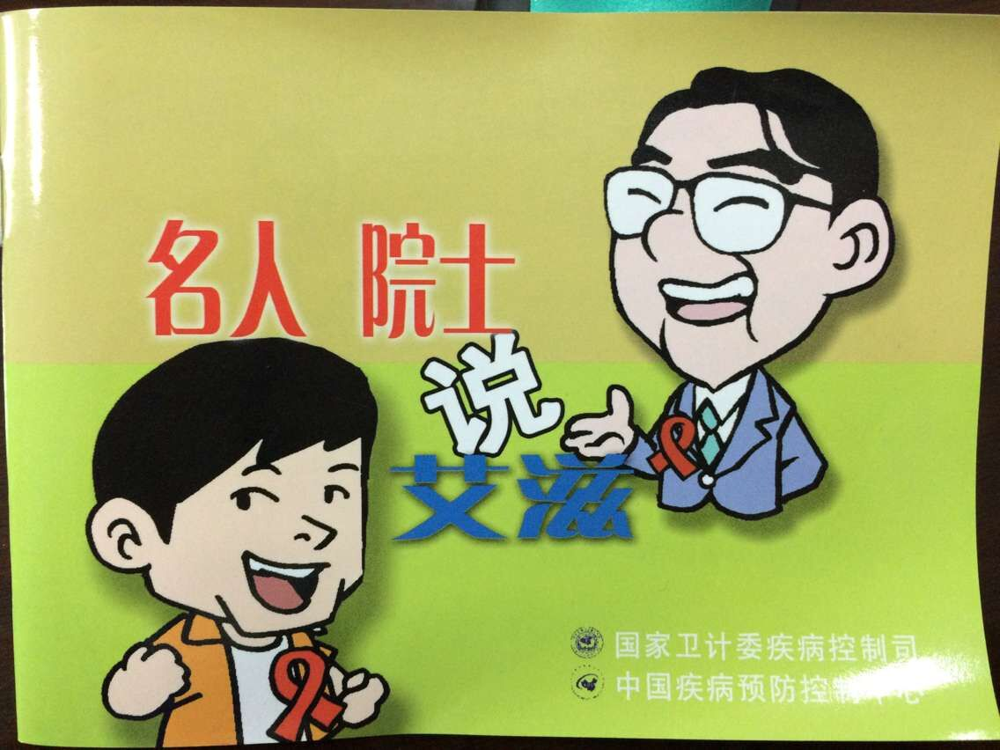 名人 院士
说
艾滋
国家卫计委疾病控制司
中国疾病预防控制中心